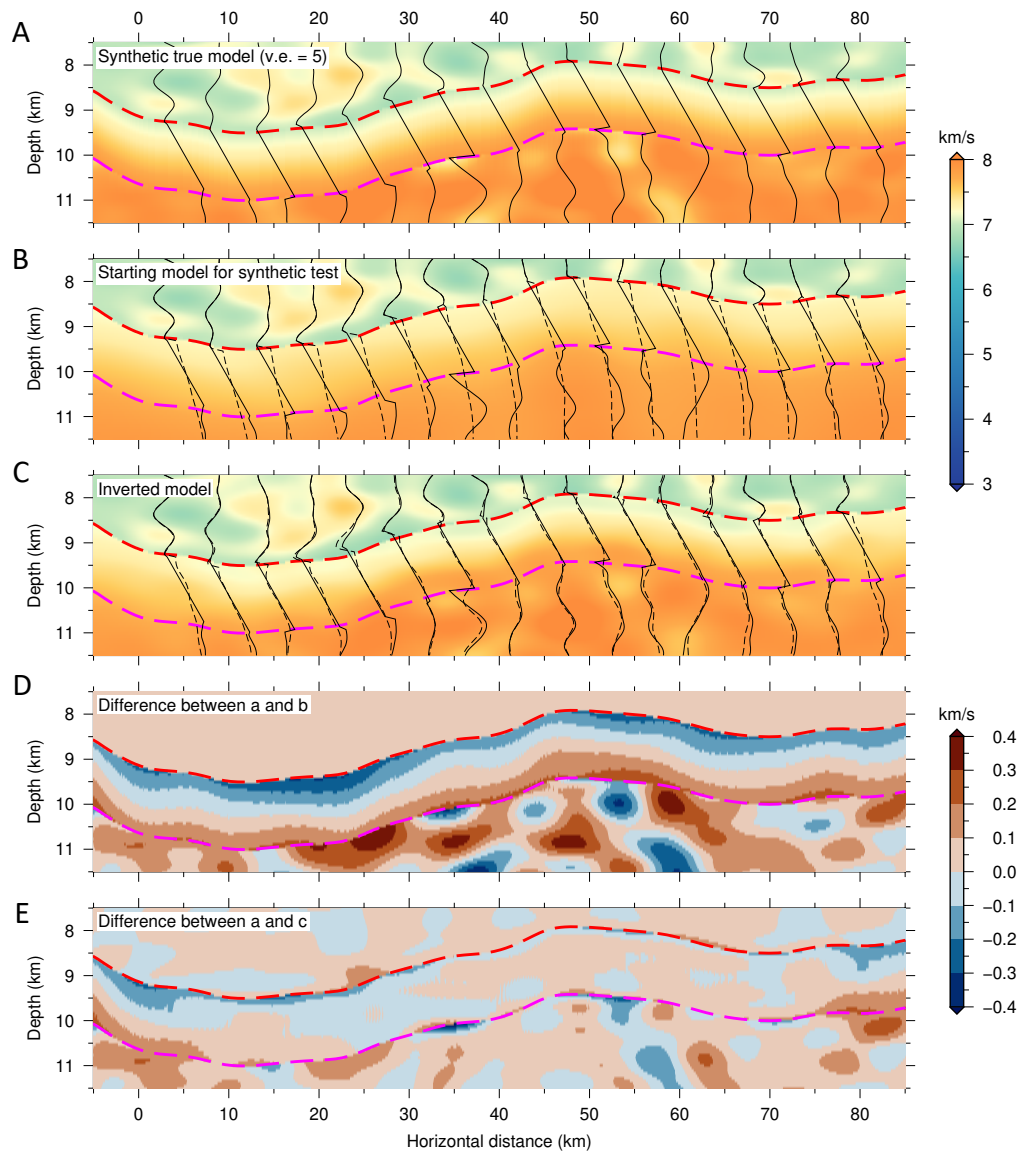 0 10 20 30 40 50 60 70 80
A
Synthetic true model (v.e. = 5)
8
9
10
11
Depth (km)
B
Starting model for synthetic test
8
9
10
11
Depth (km)
km/s
8
7
6
5
4
3
C
Inverted model
8
9
10
11
Depth (km)
D
Difference between a and b
8
9
10
11
Depth (km)
km/s
0.4
0.3
0.2
0.1
0.0
−0.1
−0.2
−0.3
−0.4
E
Difference between a and c
8
9
10
11
Depth (km)
0 10 20 30 40 50 60 70 80
Horizontal distance (km)